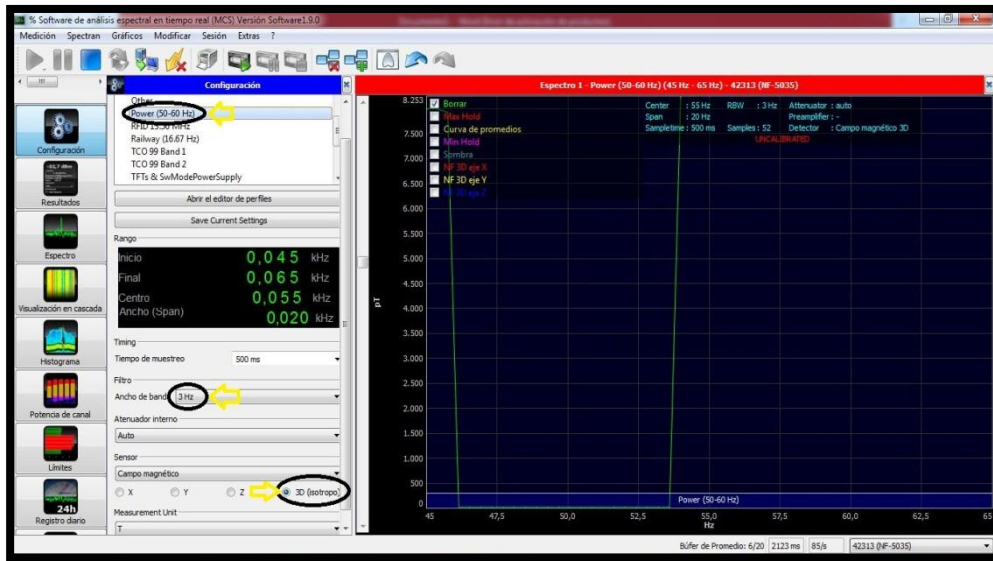 % Software de análisis espectral en tiempo real (MCS) Versión Software1.9.0
Medición Spectran Gráficos Modificar Sesión Extras ?
Configuración
Resultados
Espectro
Visualización en cascada
Histograma
Potencia de canal
Límites
24h
Registro diario
Configuración
Other
Power (50-60 Hz)
RFID 13.56 MHz
Railway (16.67 Hz)
TCO 99 Band 1
TCO 99 Band 2
TFTs & SwModePowerSupply
Abrir el editor de perfiles
Save Current Settings
Rango
Inicio 0,045 kHz
Final 0,065 kHz
Centro 0,055 kHz
Ancho (Span) 0,020 kHz
Timing
Tiempo de muestreo 500 ms
Filtro
Ancho de band 3 Hz
Atenuador interno
Auto
Sensor
Campo magnético
X Y Z 3D (isotropo)
Measurement Unit
T
Espectro 1 - Power (50-60 Hz) (45 Hz - 65 Hz) - 42313 (NF-5035)
Borrar
Max Hold
Curva de promedios
Min Hold
Sombra
NF 3D eje X
NF 3D eje Y
NF 3D eje Z
Center : 55 Hz RBW : 3 Hz Attenuator : auto
Span : 20 Hz Preamplifier : -
Sampletime : 500 ms Samples : 52 Detector : Campo magnético 3D
UNCALIBRATED
8.253
7.500
7.000
6.500
6.000
5.500
5.000
4.500
4.000
3.500
3.000
2.500
2.000
1.500
1.000
500
0
pT
Power (50-60 Hz)
45 47,5 50,0 52,5 55,0 57,5 60,0 62,5 65
Hz
Búfer de Promedio: 6/20 2123 ms 85/s 42313 (NF-5035)